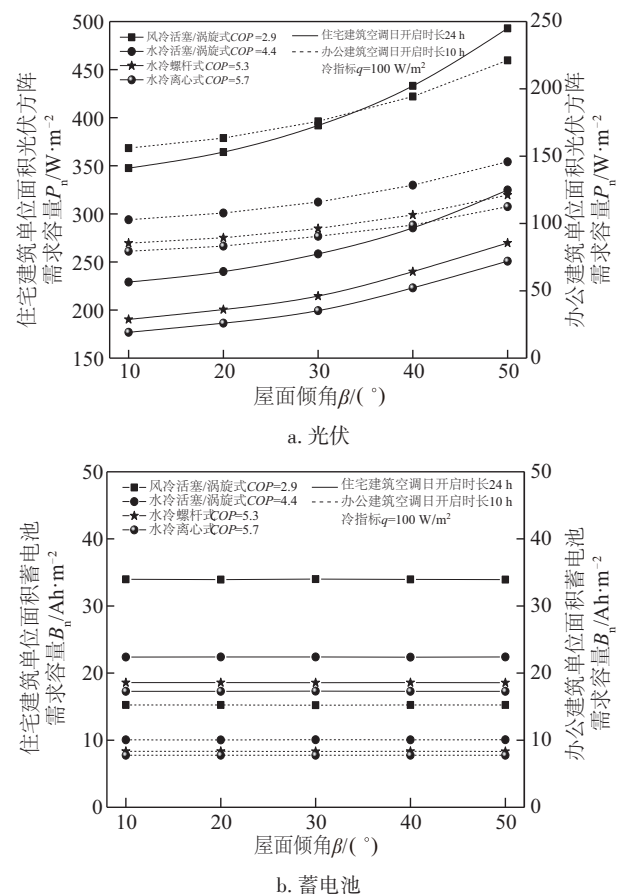 风冷活塞/涡旋式COP=2.9
水冷活塞/涡旋式COP=4.4
水冷螺杆式COP=5.3
水冷离心式COP=5.7
住宅建筑空调日开启时长24 h
办公建筑空调日开启时长10 h
冷指标q=100 W/m²
500
450
400
350
300
250
200
150
250
200
150
100
50
0
住宅建筑单位面积光伏方阵
需求容量Pn/W·m⁻²
办公建筑单位面积光伏方阵
需求容量Pn/W·m⁻²
10 20 30 40 50
屋面倾角β/(°)
a. 光伏
风冷活塞/涡旋式COP=2.9
水冷活塞/涡旋式COP=4.4
水冷螺杆式COP=5.3
水冷离心式COP=5.7
住宅建筑空调日开启时长24 h
办公建筑空调日开启时长10 h
冷指标q=100 W/m²
50
40
30
20
10
0
50
40
30
20
10
0
住宅建筑单位面积蓄电池
需求容量Bn/Ah·m⁻²
办公建筑单位面积蓄电池
需求容量Bn/Ah·m⁻²
10 20 30 40 50
屋面倾角β/(°)
b. 蓄电池